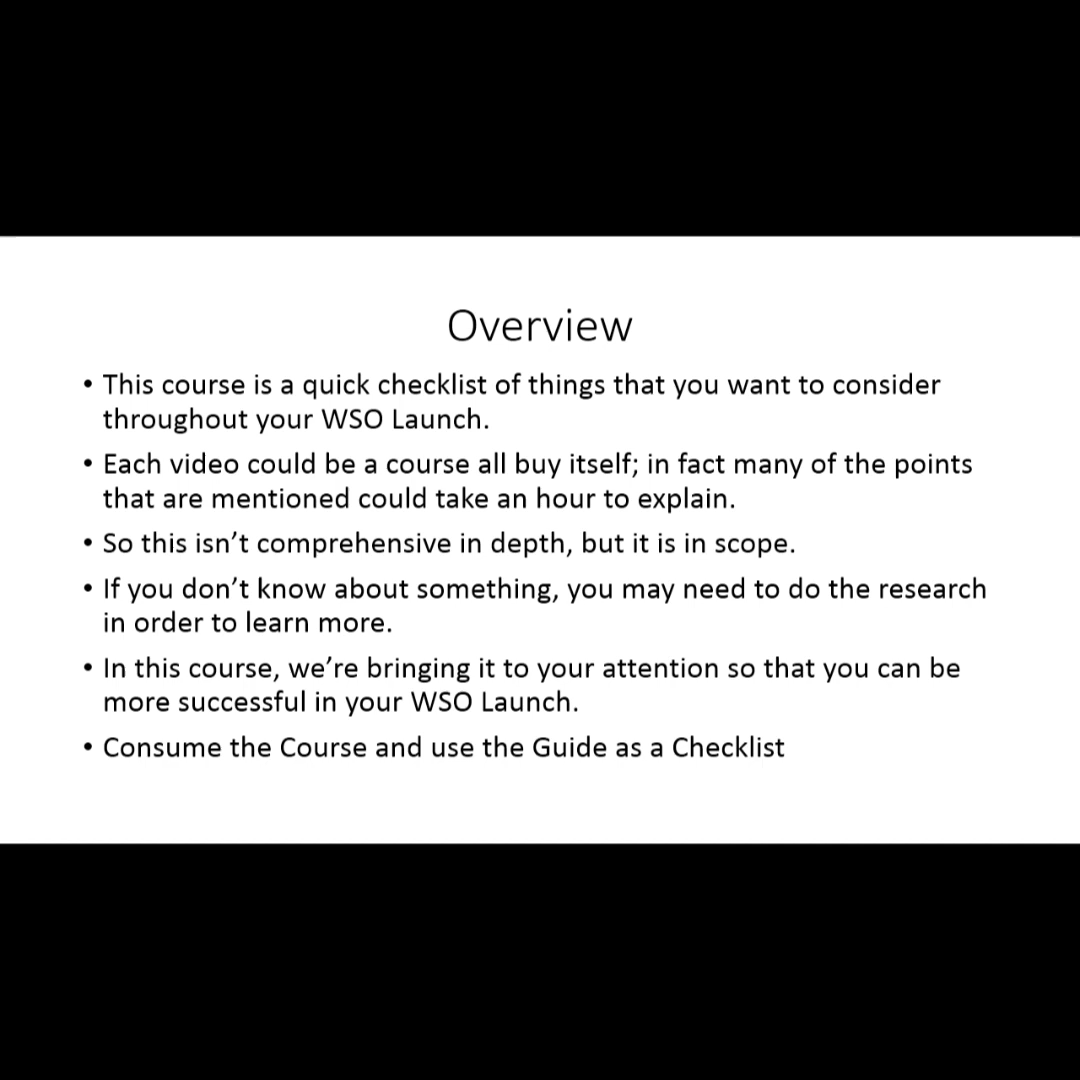 Overview
• This course is a quick checklist of things that you want to consider
throughout your WSO Launch.
• Each video could be a course all buy itself; in fact many of the points
that are mentioned could take an hour to explain.
• So this isn’t comprehensive in depth, but it is in scope.
• If you don’t know about something, you may need to do the research
in order to learn more.
• In this course, we’re bringing it to your attention so that you can be
more successful in your WSO Launch.
• Consume the Course and use the Guide as a Checklist